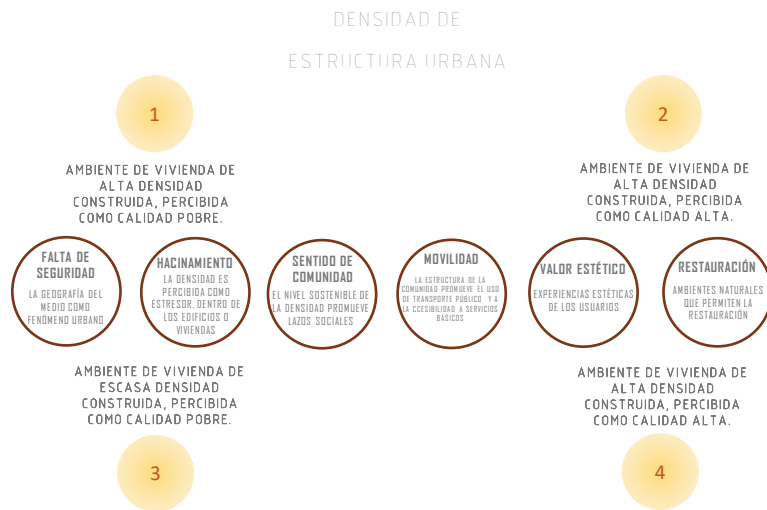 DENSIDAD DE
ESTRUCTURA URBANA
1
2
AMBIENTE DE VIVIENDA DE
ALTA DENSIDAD
CONSTRUIDA, PERCIBIDA
COMO CALIDAD POBRE.
AMBIENTE DE VIVIENDA DE
ALTA DENSIDAD
CONSTRUIDA, PERCIBIDA
COMO CALIDAD ALTA.
FALTA DE
SEGURIDAD
LA GEOGRAFÍA DEL
MEDIO COMO
FENÓMENO URBANO
HACINAMIENTO
LA DENSIDAD ES
PERCIBIDA COMO
ESTRESOR, DENTRO DE
LOS EDIFICIOS O
VIVIENDAS
SENTIDO DE
COMUNIDAD
EL NIVEL SOSTENIBLE DE
LA DENSIDAD PROMUEVE
LAZOS SOCIALES
MOVILIDAD
LA ESTRUCTURA DE LA
COMUNIDAD PROMUEVE EL USO
DE TRANSPORTE PÚBLICO Y A
LA CCESIBILIDAD A SERVICIOS
BÁSICOS
VALOR ESTÉTICO
EXPERIENCIAS ESTÉTICAS
DE LOS USUARIOS
RESTAURACIÓN
AMBIENTES NATURALES
QUE PERMITEN LA
RESTAURACIÓN
AMBIENTE DE VIVIENDA DE
ESCASA DENSIDAD
CONSTRUIDA, PERCIBIDA
COMO CALIDAD POBRE.
AMBIENTE DE VIVIENDA DE
ALTA DENSIDAD
CONSTRUIDA, PERCIBIDA
COMO CALIDAD ALTA.
3
4